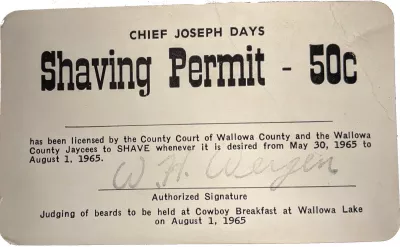 CHIEF JOSEPH DAYS
Shaving Permit - 50c
has been licensed by the County Court of Wallowa County and the Wallowa
County Jaycees to SHAVE whenever it is desired from May 30, 1965 to
August 1, 1965.
W. H.
Authorized Signature
Judging of beards to be held at Cowboy Breakfast at Wallowa Lake
on August 1, 1965